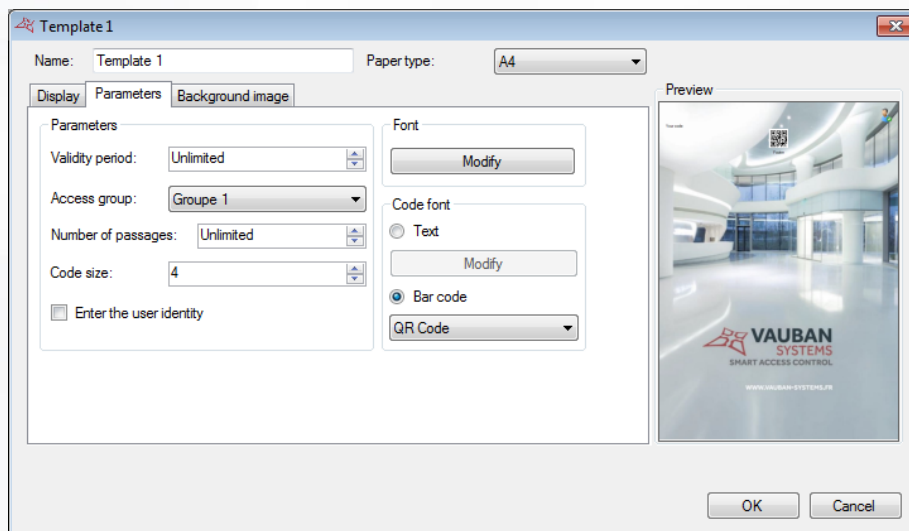 Template 1
Name: Template 1 Paper type: A4
Display Parameters Background image
Preview
Parameters
Validity period: Unlimited
Access group: Groupe 1
Number of passages: Unlimited
Code size: 4
Enter the user identity
Font
Modify
Code font
Text
Modify
Bar code
QR Code
VAUBAN
SYSTEMS
SMART ACCESS CONTROL
WWW.VAUBAN-SYSTEMS.FR
OK Cancel